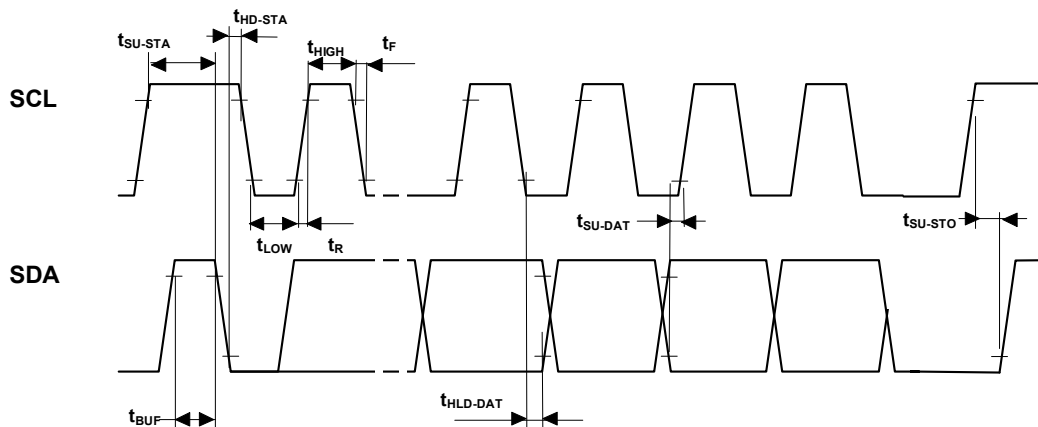 tHD-STA
tSU-STA
tHIGH
tF
SCL
tSU-DAT
tSU-STO
tLOW
tR
SDA
tHLD-DAT
tBUF